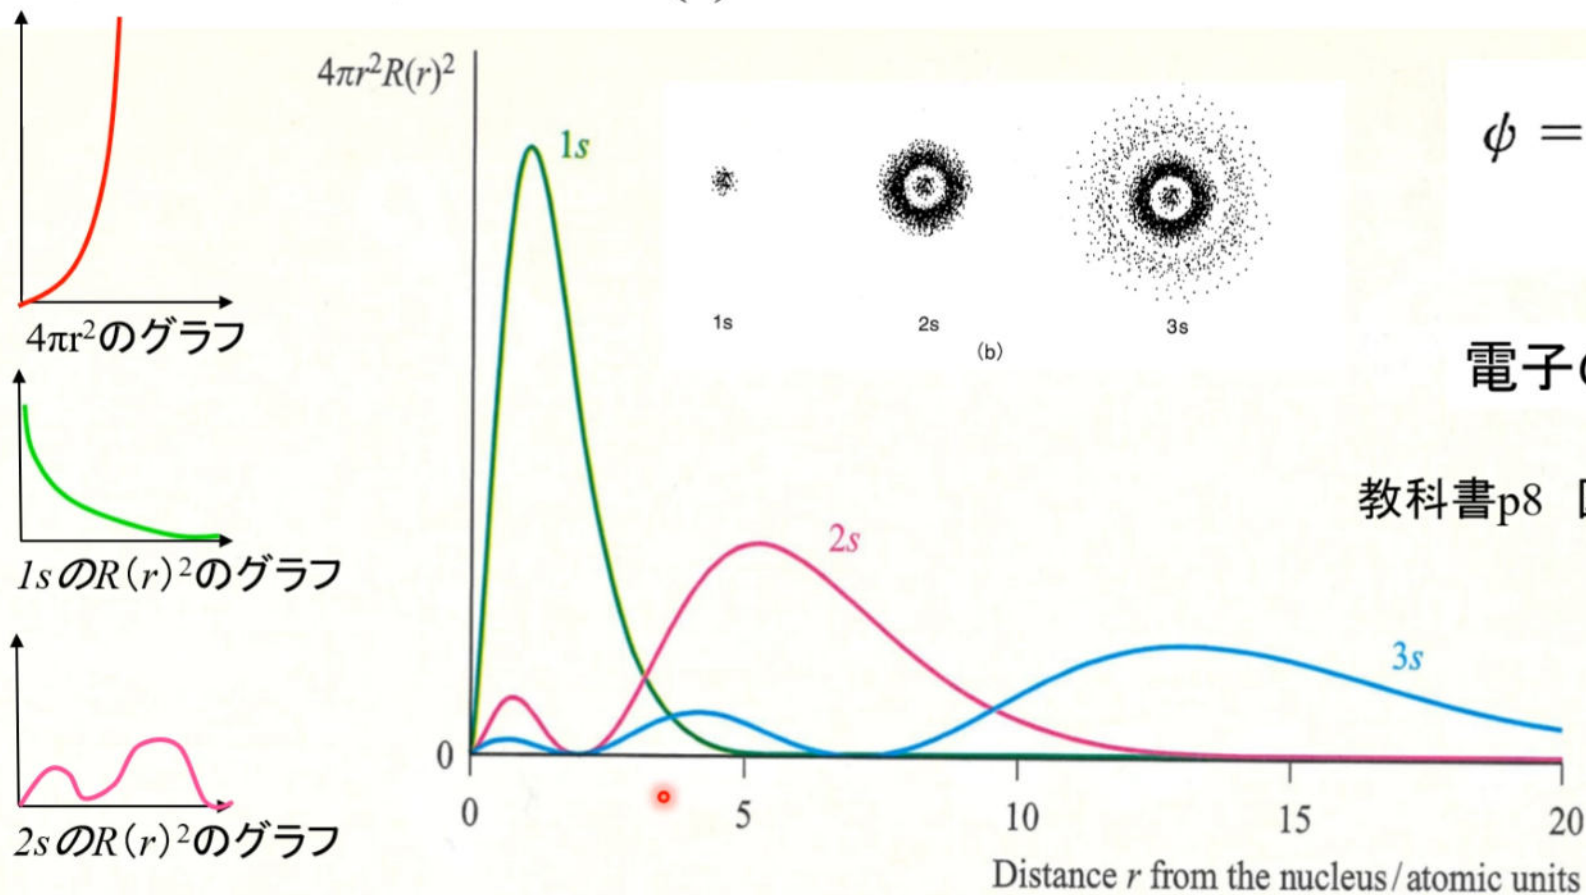 4πr²R(r)²
1s
ψ =
1s
2s
3s
(b)
4πr²のグラフ
電子
教科書p8
1sのR(r)²のグラフ
2s
3s
0
0
5
10
15
20
2sのR(r)²のグラフ
Distance r from the nucleus/atomic units